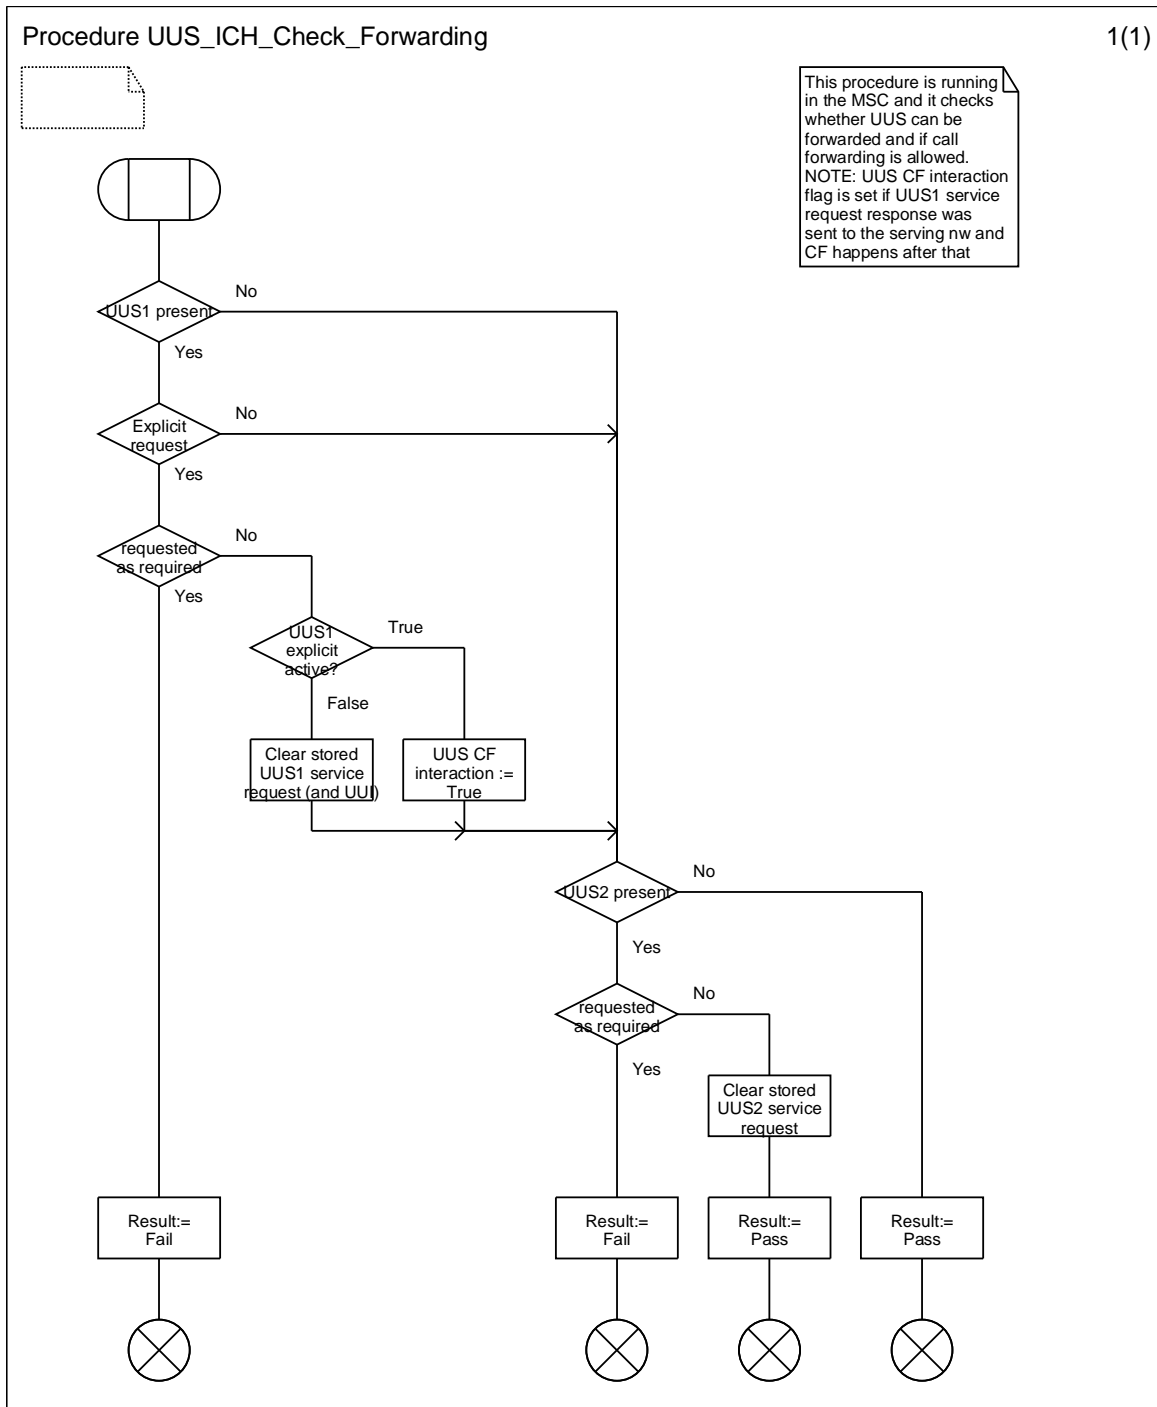 Procedure UUS_ICH_Check_Forwarding
1(1)
This procedure is running
in the MSC and it checks
whether UUS can be
forwarded and if call
forwarding is allowed.
NOTE: UUS CF interaction
flag is set if UUS1 service
request response was
sent to the serving nw and
CF happens after that
UUS1 present
No
Yes
Explicit
request
No
Yes
requested
as required
No
Yes
UUS1
explicit
active?
True
False
Clear stored
UUS1 service
request (and UUI)
UUS CF
interaction :=
True
UUS2 present
No
Yes
requested
as required
No
Yes
Clear stored
UUS2 service
request
Result:=
Fail
Result:=
Fail
Result:=
Pass
Result:=
Pass